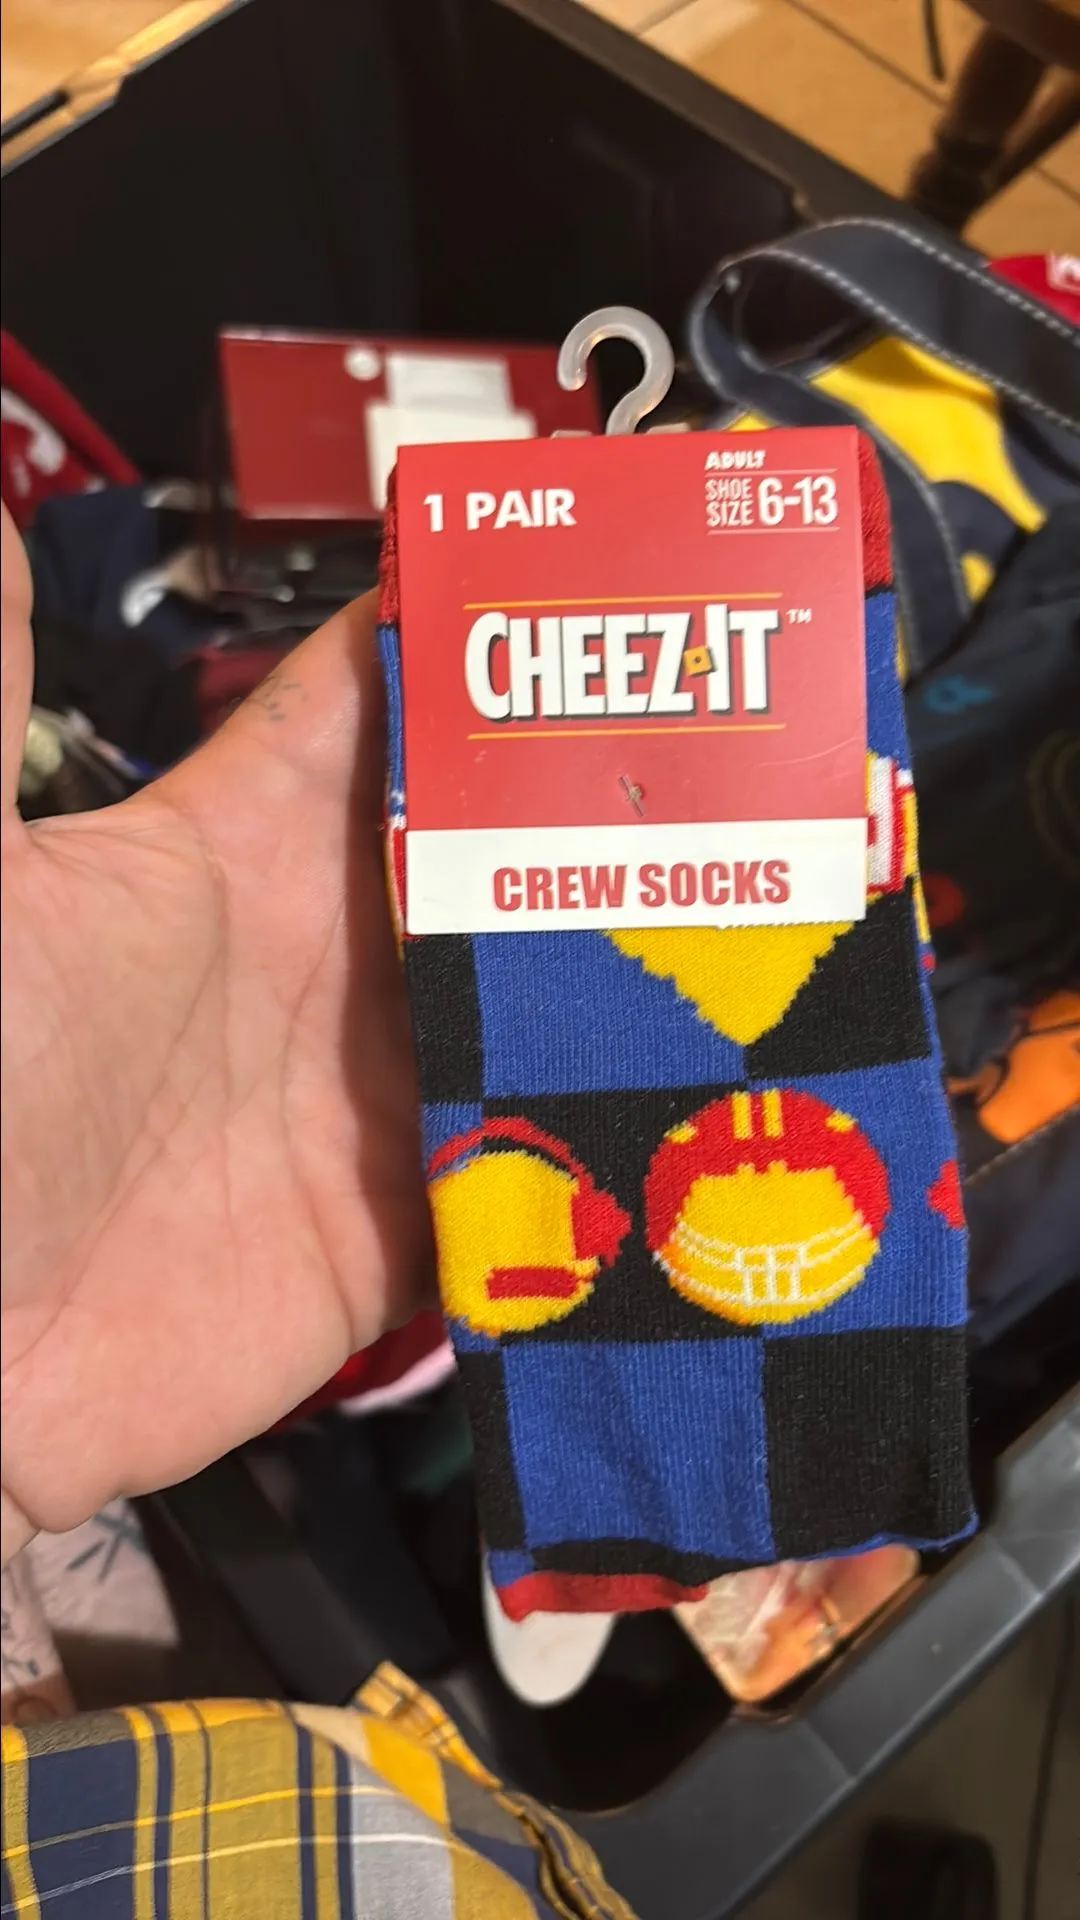 1 PAIR
ADULT
SHOE SIZE 6-13
CHEEZ-IT™
CREW SOCKS